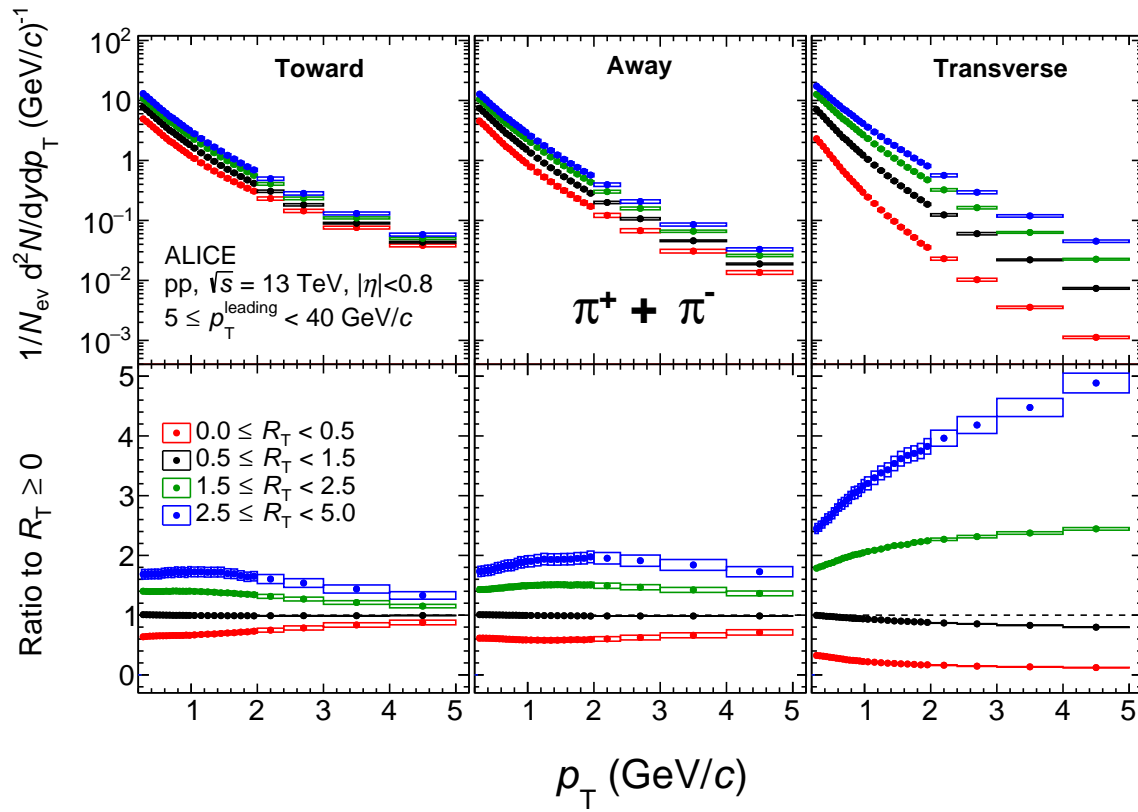 1/N_ev d²N/dydp_T (GeV/c)⁻¹
10²
10
1
10⁻¹
10⁻²
10⁻³
Toward
Away
Transverse
ALICE
pp, √s = 13 TeV, |η|<0.8
5 ≤ p_T^leading < 40 GeV/c
π⁺ + π⁻
Ratio to R_T ≥ 0
5
4
3
2
1
0
0.0 ≤ R_T < 0.5
0.5 ≤ R_T < 1.5
1.5 ≤ R_T < 2.5
2.5 ≤ R_T < 5.0
1 2 3 4 5 1 2 3 4 5 1 2 3 4 5
p_T (GeV/c)